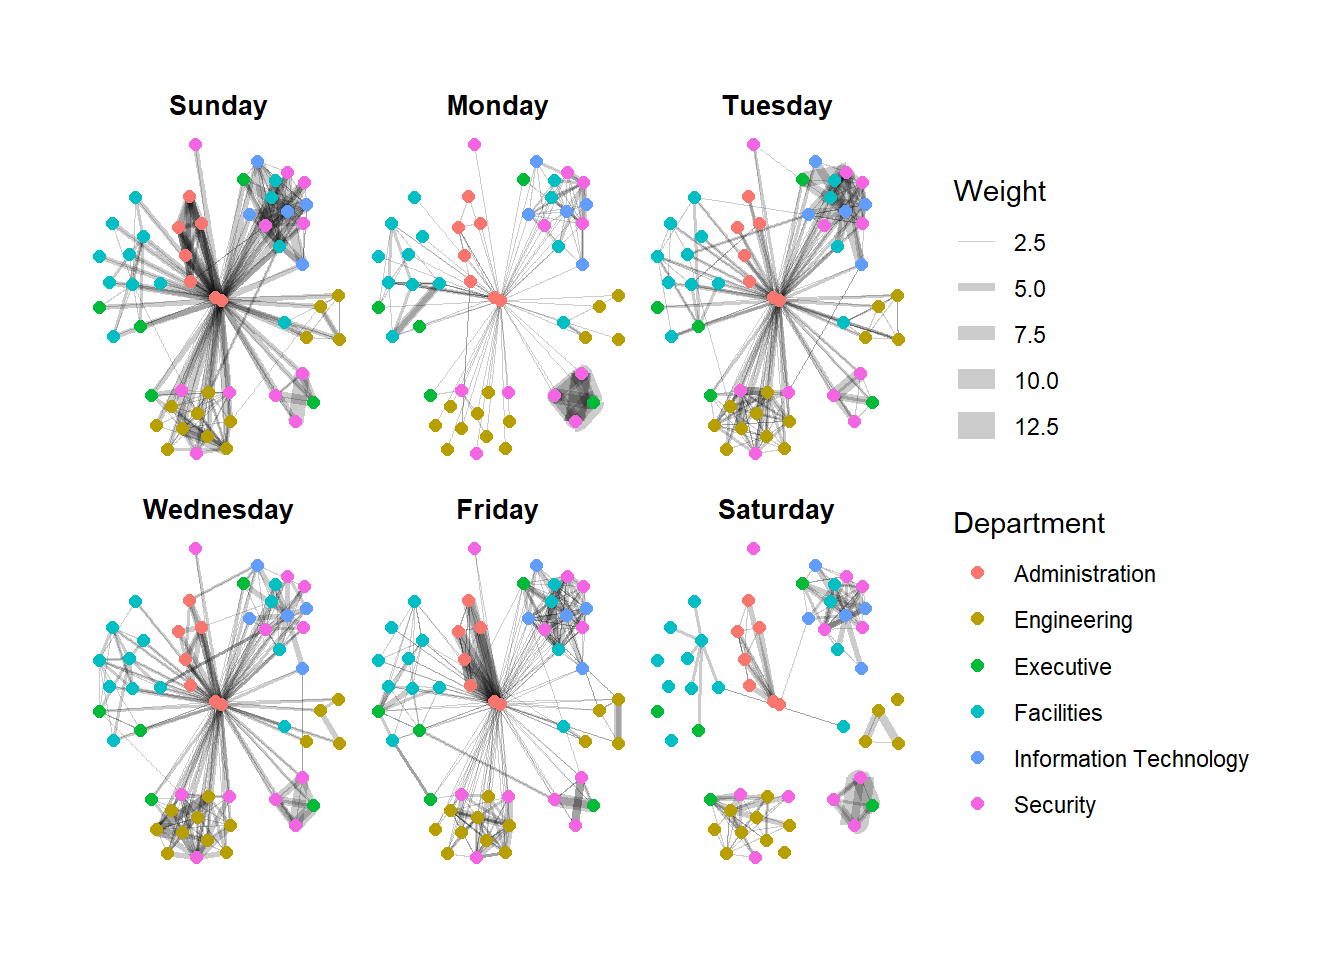 Sunday
Monday
Tuesday
Wednesday
Friday
Saturday
Weight
2.5
5.0
7.5
10.0
12.5
Department
Administration
Engineering
Executive
Facilities
Information Technology
Security